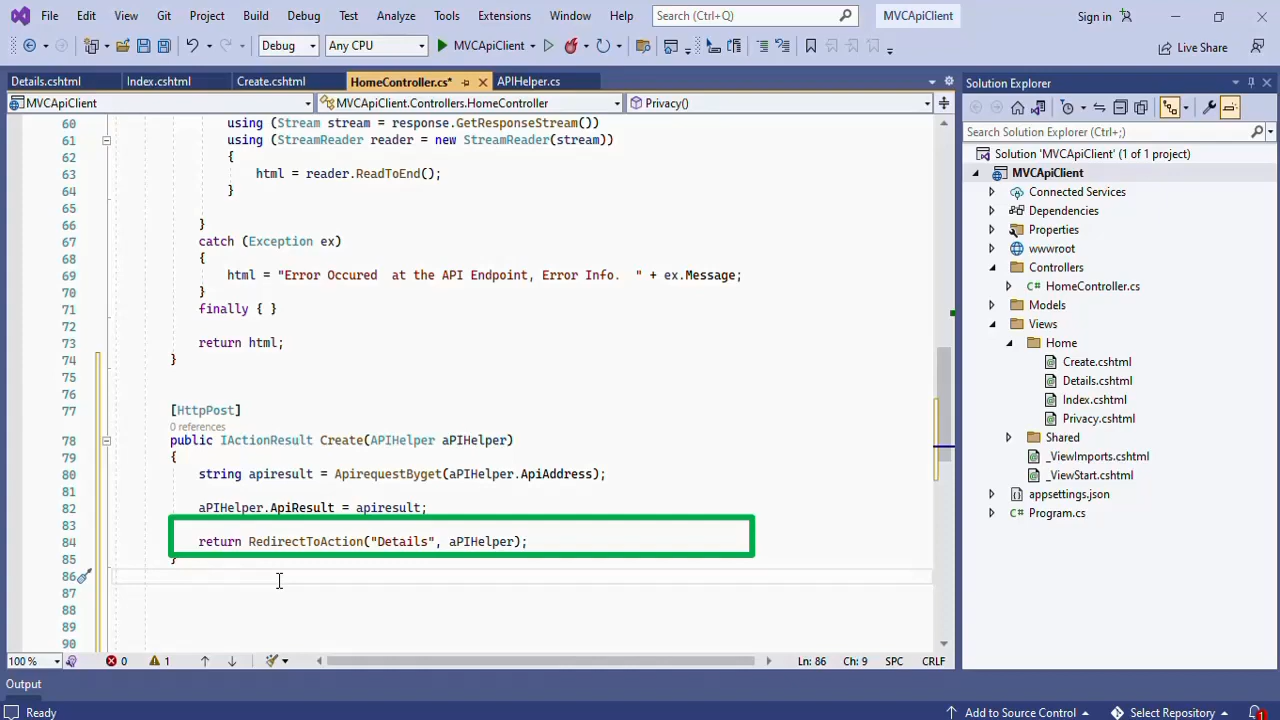 File Edit View Git Project Build Debug Test Analyze Tools Extensions Window Help Search (Ctrl+Q) MVCApiClient Sign in
Debug Any CPU MVCApiClient Live Share
Details.cshtml Index.cshtml Create.cshtml HomeController.cs* APIHelper.cs
MVCApiClient MVCApiClient.Controllers.HomeController Privacy()
60 using (Stream stream = response.GetResponseStream())
61 using (StreamReader reader = new StreamReader(stream))
62 {
63 html = reader.ReadToEnd();
64 }
65
66 }
67 catch (Exception ex)
68 {
69 html = "Error Occured  at the API Endpoint, Error Info.  " + ex.Message;
70 }
71 finally { }
72
73 return html;
74 }
75
76
77 [HttpPost]
0 references
78 public IActionResult Create(APIHelper aPIHelper)
79 {
80 string apiresult = ApirequestByget(aPIHelper.ApiAddress);
81
82 aPIHelper.ApiResult = apiresult;
83
84 return RedirectToAction("Details", aPIHelper);
85 }
86
87
88
89
90
100 % 0 1 Ln: 86 Ch: 9 SPC CRLF
Output
Ready Add to Source Control Select Repository 1
Solution Explorer
Search Solution Explorer (Ctrl+;)
Solution 'MVCApiClient' (1 of 1 project)
MVCApiClient
Connected Services
Dependencies
Properties
wwwroot
Controllers
C# HomeController.cs
Models
Views
Home
Create.cshtml
Details.cshtml
Index.cshtml
Privacy.cshtml
Shared
_ViewImports.cshtml
_ViewStart.cshtml
appsettings.json
C# Program.cs